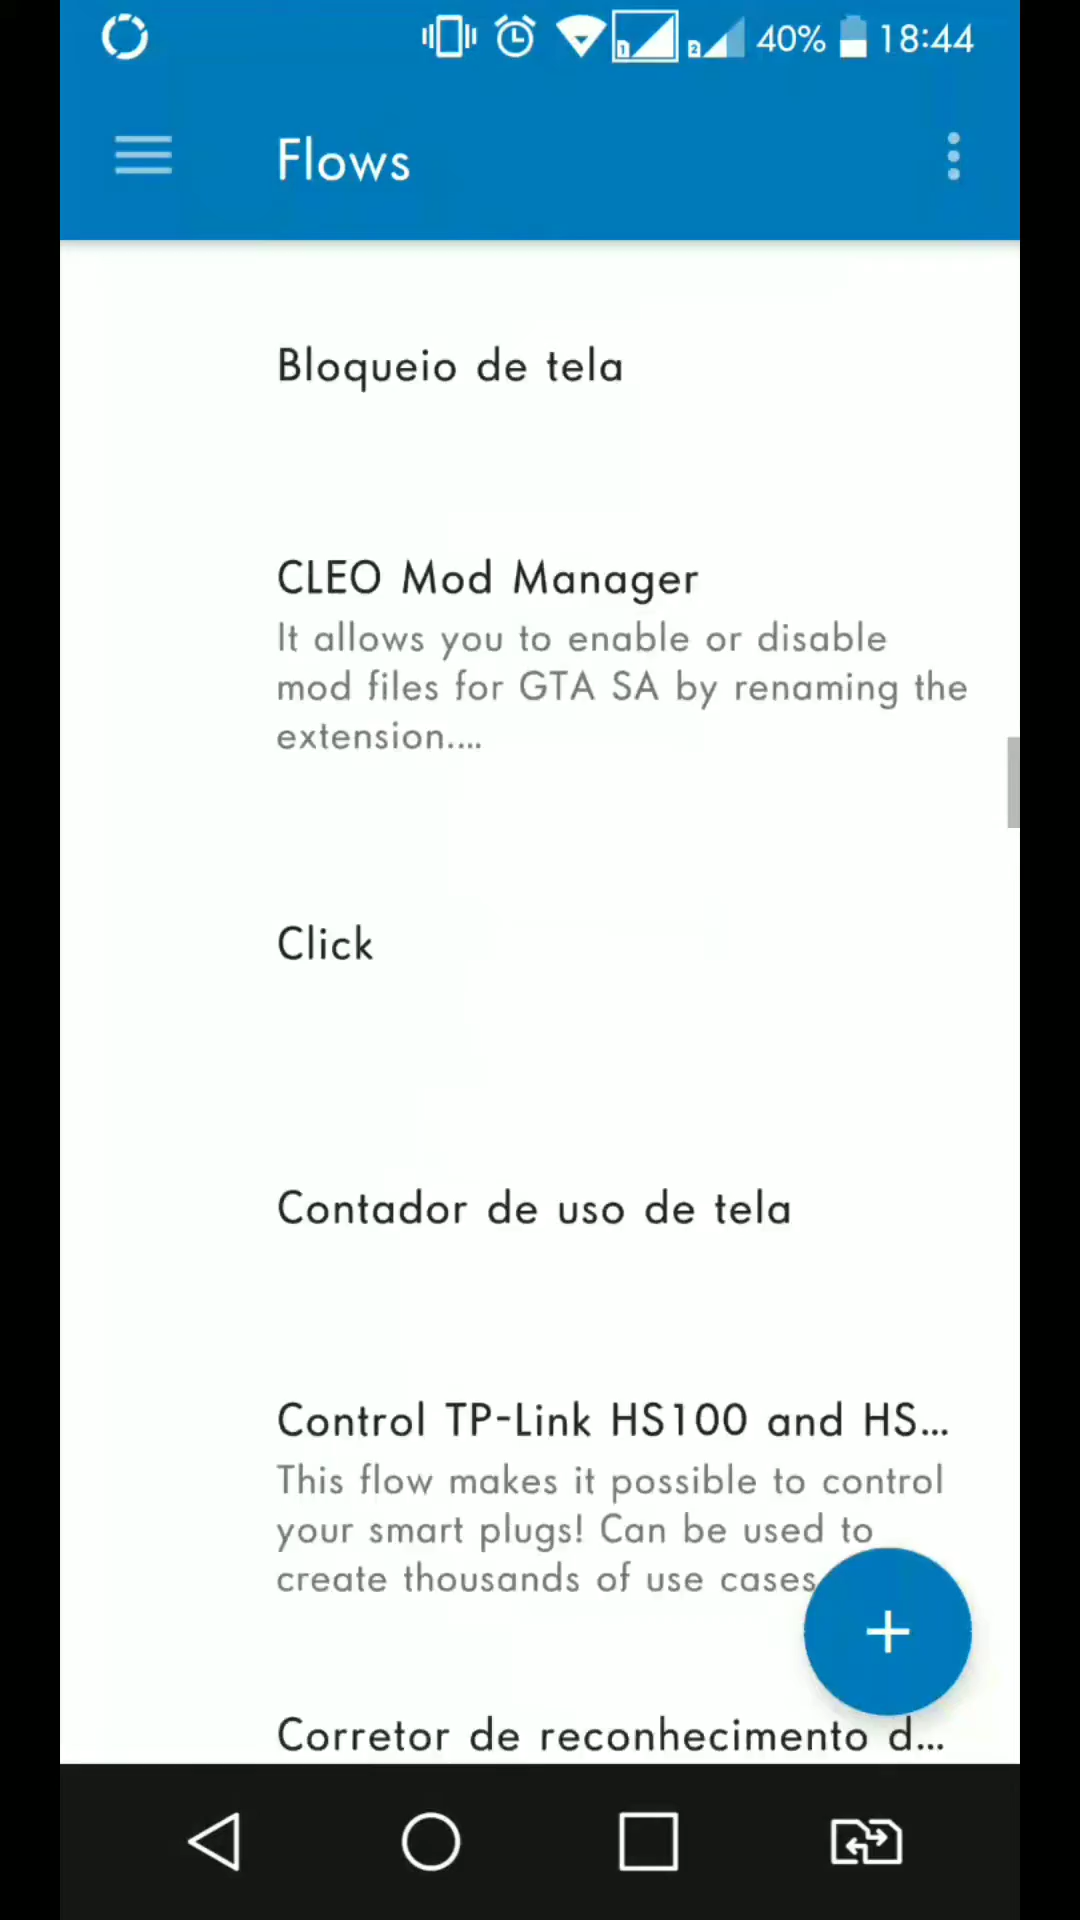 40% 18:44
Flows
Bloqueio de tela
CLEO Mod Manager
It allows you to enable or disable
mod files for GTA SA by renaming the
extension....
Click
Contador de uso de tela
Control TP-Link HS100 and HS...
This flow makes it possible to control
your smart plugs! Can be used to
create thousands of use cases
Corretor de reconhecimento d...